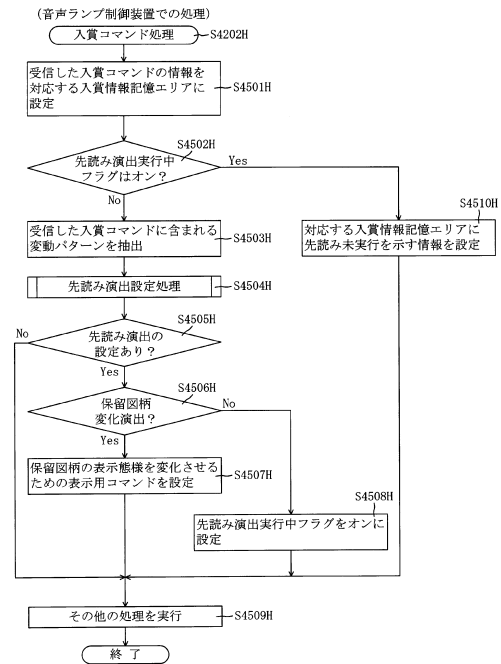 (音声ランプ制御装置での処理)
入賞コマンド処理
S4202H
受信した入賞コマンドの情報を
対応する入賞情報記憶エリアに
設定
S4501H
S4502H
先読み演出実行中
フラグはオン？
Yes
No
S4510H
対応する入賞情報記憶エリアに
先読み未実行を示す情報を設定
受信した入賞コマンドに含まれる
変動パターンを抽出
S4503H
先読み演出設定処理
S4504H
S4505H
No
先読み演出の
設定あり？
Yes
S4506H
保留図柄
変化演出？
No
Yes
保留図柄の表示態様を変化させる
ための表示用コマンドを設定
S4507H
S4508H
先読み演出実行中フラグをオンに
設定
その他の処理を実行
S4509H
終了